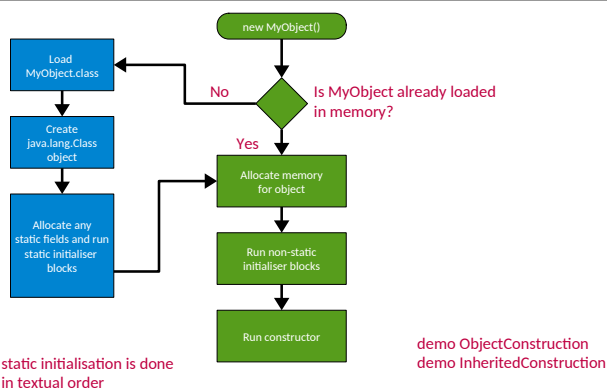 new MyObject()
Load
MyObject.class
No
Is MyObject already loaded
in memory?
Create
java.lang.Class
object
Yes
Allocate memory
for object
Allocate any
static fields and run
static initialiser
blocks
Run non-static
initialiser blocks
Run constructor
static initialisation is done
in textual order
demo ObjectConstruction
demo InheritedConstruction